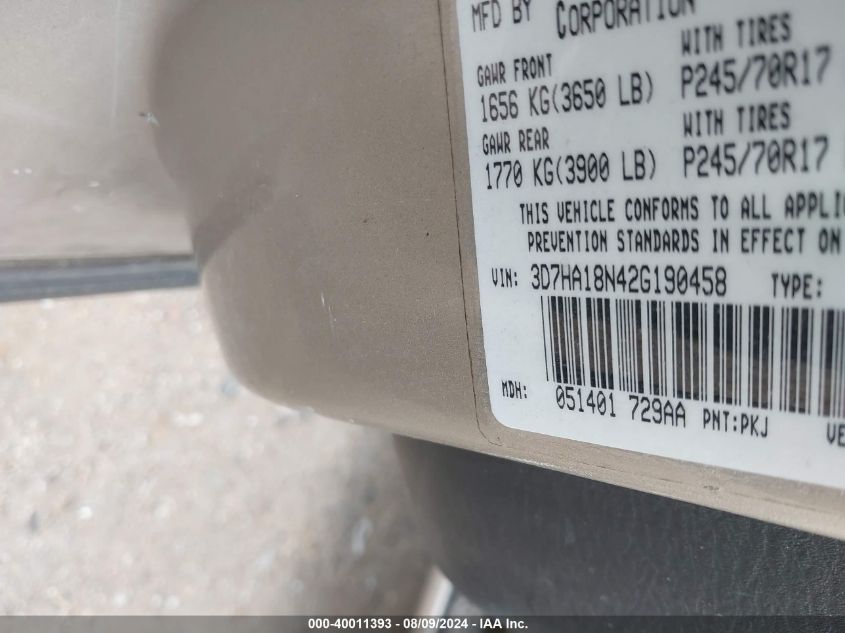 MFD BY CORPORATION
GAWR FRONT WITH TIRES
1656 KG(3650 LB) P245/70R17
GAWR REAR WITH TIRES
1770 KG(3900 LB) P245/70R17
THIS VEHICLE CONFORMS TO ALL
PREVENTION STANDARDS IN EFFECT ON
VIN: 3D7HA18N42G190458 TYPE:
MDH: 051401 729AA PNT:PKJ
000-40011393 - 08/09/2024 - IAA Inc.